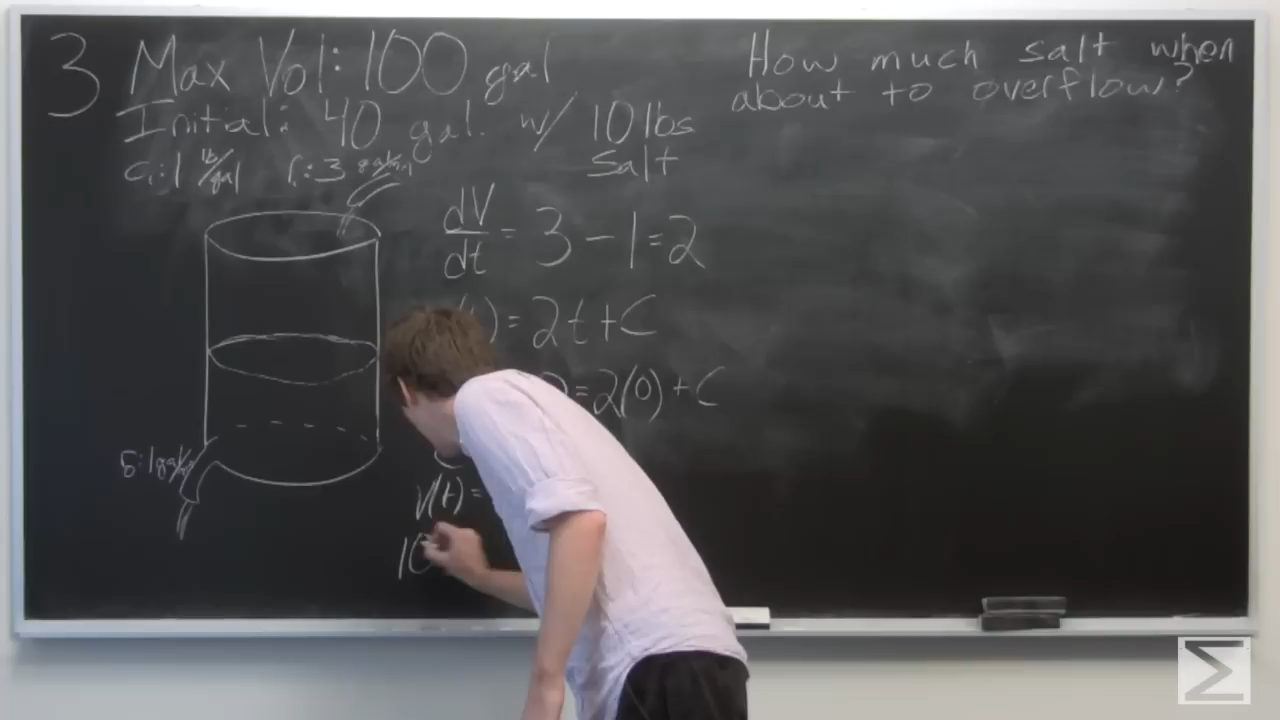 3 Max Vol: 100 gal
Initial: 40 gal. w/ 10 lbs
salt
How much salt when
about to overflow?
Cᵢ: 1 lb/gal rᵢ: 3 gal/min
dV/dt = 3 - 1 = 2
) = 2t + C
= 2(0) + C
V(t) =
10
: 1 gal/min
Σ